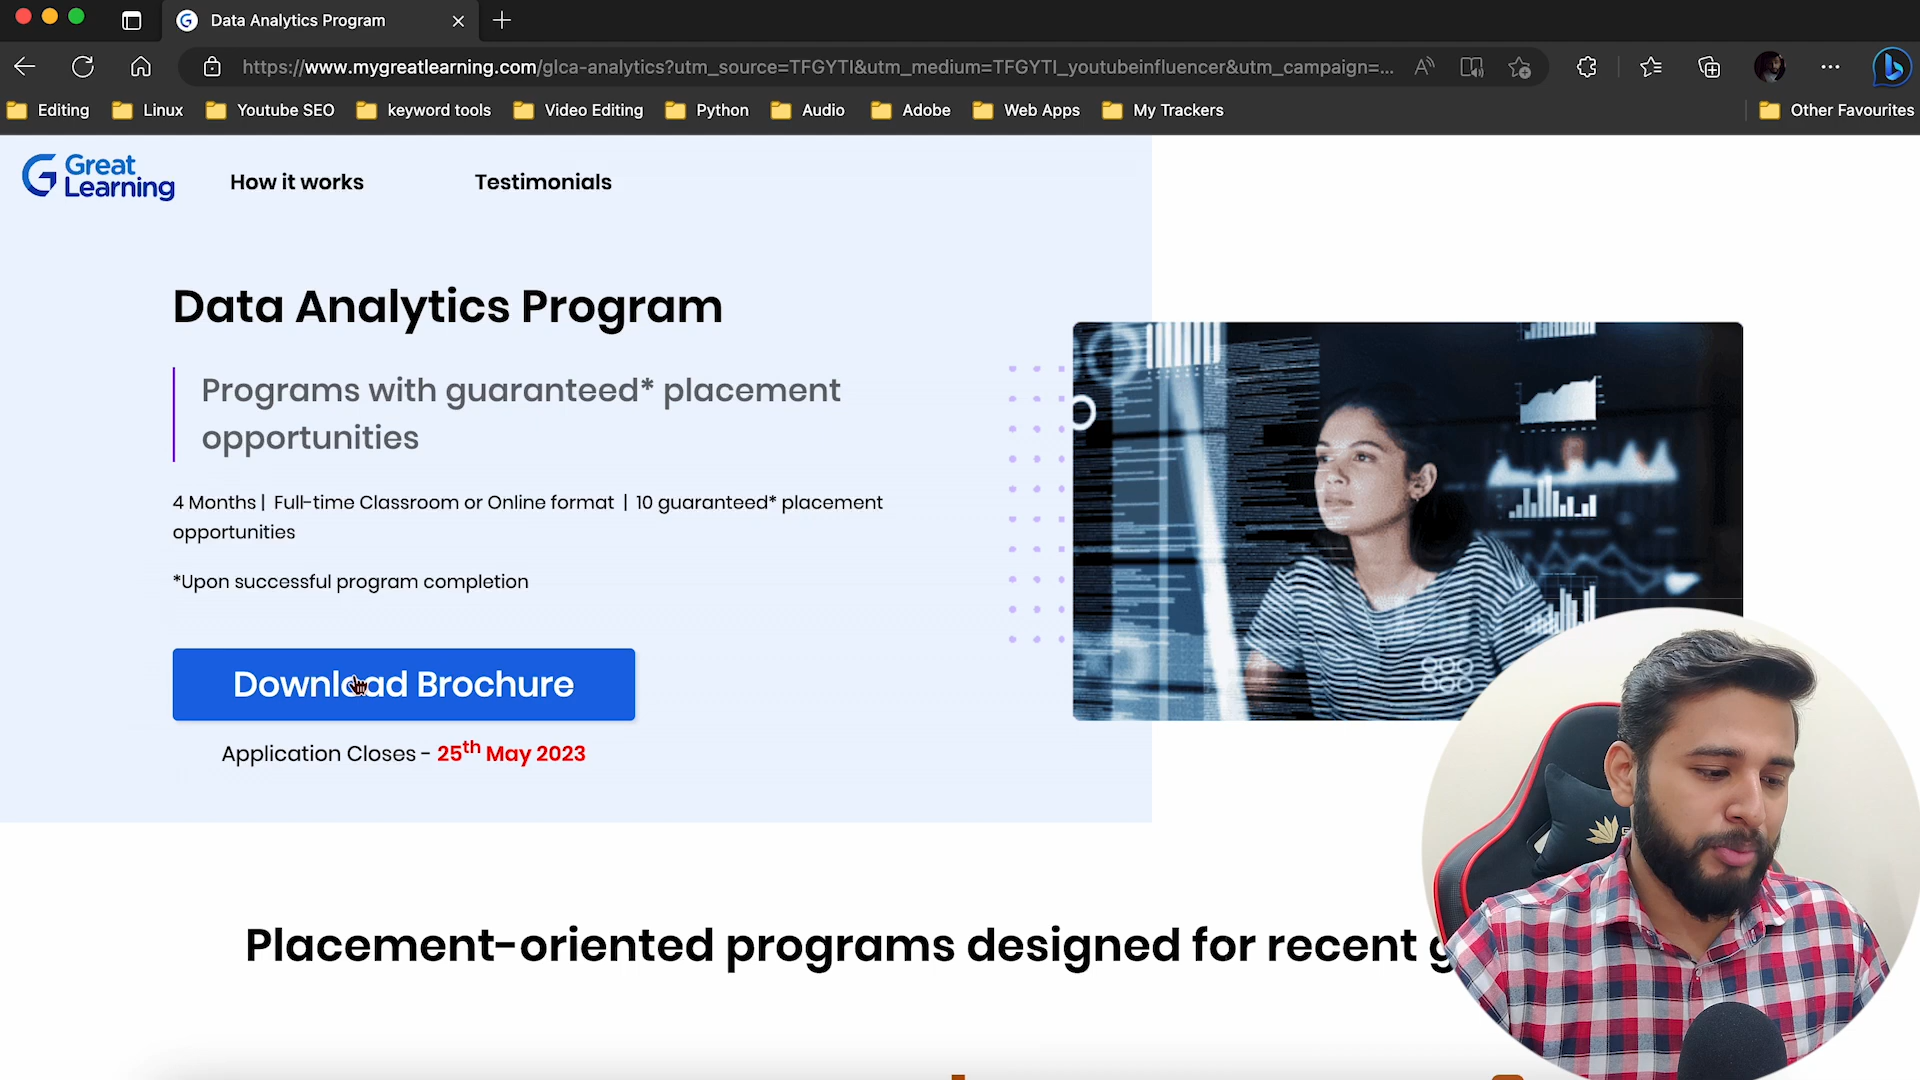 Data Analytics Program
https://www.mygreatlearning.com/glca-analytics?utm_source=TFGYTI&utm_medium=TFGYTI_youtubeinfluencer&utm_campaign=...
Editing Linux Youtube SEO keyword tools Video Editing Python Audio Adobe Web Apps My Trackers Other Favourites
Great
Learning
How it works Testimonials
Data Analytics Program
Programs with guaranteed* placement
opportunities
4 Months | Full-time Classroom or Online format | 10 guaranteed* placement
opportunities
*Upon successful program completion
Download Brochure
Application Closes - 25th May 2023
Placement-oriented programs designed for recent g